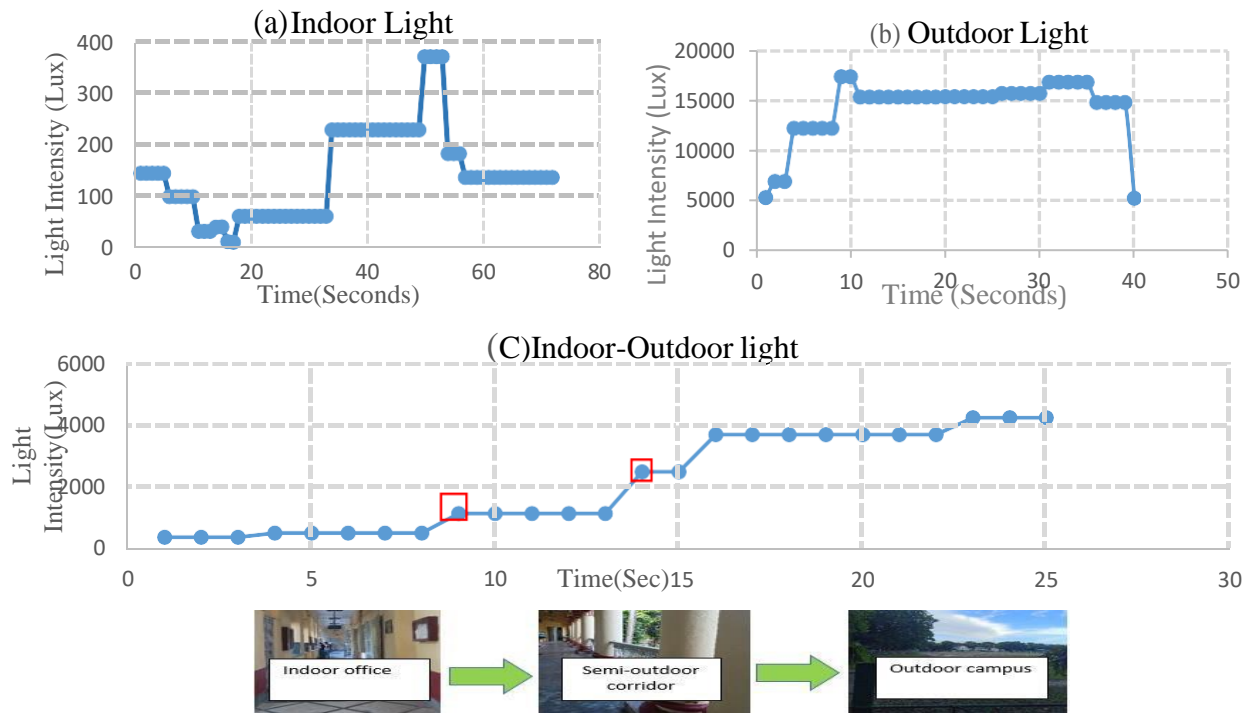 (a) Indoor Light
400
300
200
100
0
0 20 40 60 80
Light Intensity (Lux)
Time(Seconds)
(b) Outdoor Light
20000
15000
10000
5000
0
0 10 20 30 40 50
Light Intensity (Lux)
Time (Seconds)
(C)Indoor-Outdoor light
6000
4000
2000
0
Light
Intensity(Lux)
0 5 10 Time(Sec) 15 20 25 30
Indoor office
Semi-outdoor
corridor
Outdoor campus